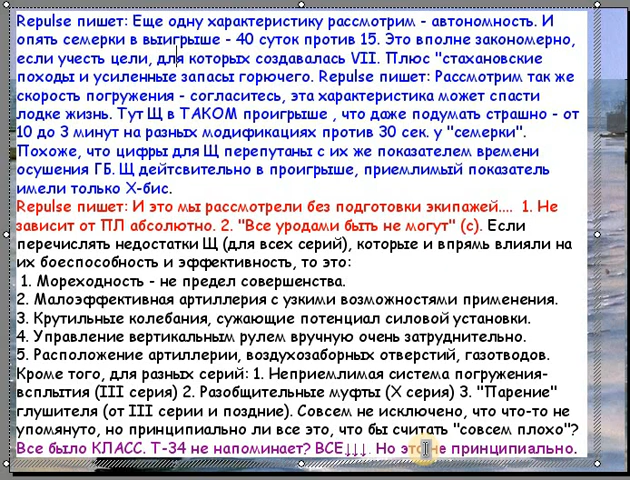 Repulse пишет: Еще одну характеристику рассмотрим - автономность. И
опять семерки в выигрыше - 40 суток против 15. Это вполне закономерно,
если учесть цели, для которых создавалась VII. Плюс "стахановские
походы и усиленные запасы горючего. Repulse пишет: Рассмотрим так же
скорость погружения - согласитесь, эта характеристика может спасти
лодке жизнь. Тут Щ в ТАКОМ проигрыше , что даже подумать страшно - от
10 до 3 минут на разных модификациях против 30 сек. у "семерки".
Похоже, что цифры для Щ перепутаны с их же показателем времени
осушения ГБ. Щ дейтсвительно в проигрыше, приемлимый показатель
имели только Х-бис.
Repulse пишет: И это мы рассмотрели без подготовки экипажей.... 1. Не
зависит от ПЛ абсолютно. 2. "Все уродами быть не могут" (с). Если
перечислять недостатки Щ (для всех серий), которые и впрямь влияли на
их боеспособность и эффективность, то это:
1. Мореходность - не предел совершенства.
2. Малоэффективная артиллерия с узкими возможностями применения.
3. Крутильные колебания, сужающие потенциал силовой установки.
4. Управление вертикальным рулем вручную очень затруднительно.
5. Расположение артиллерии, воздухозаборных отверстий, газотводов.
Кроме того, для разных серий: 1. Неприемлимая система погружения-
всплытия (III серия) 2. Разобщительные муфты (Х серия) 3. "Парение"
глушителя (от III серии и поздние). Совсем не исключено, что что-то не
упомянуто, но принципиально ли все это, что бы считать "совсем плохо"?
Все было КЛАСС. Т-34 не напоминает? ВСЕ↓↓↓. Но это не принципиально.